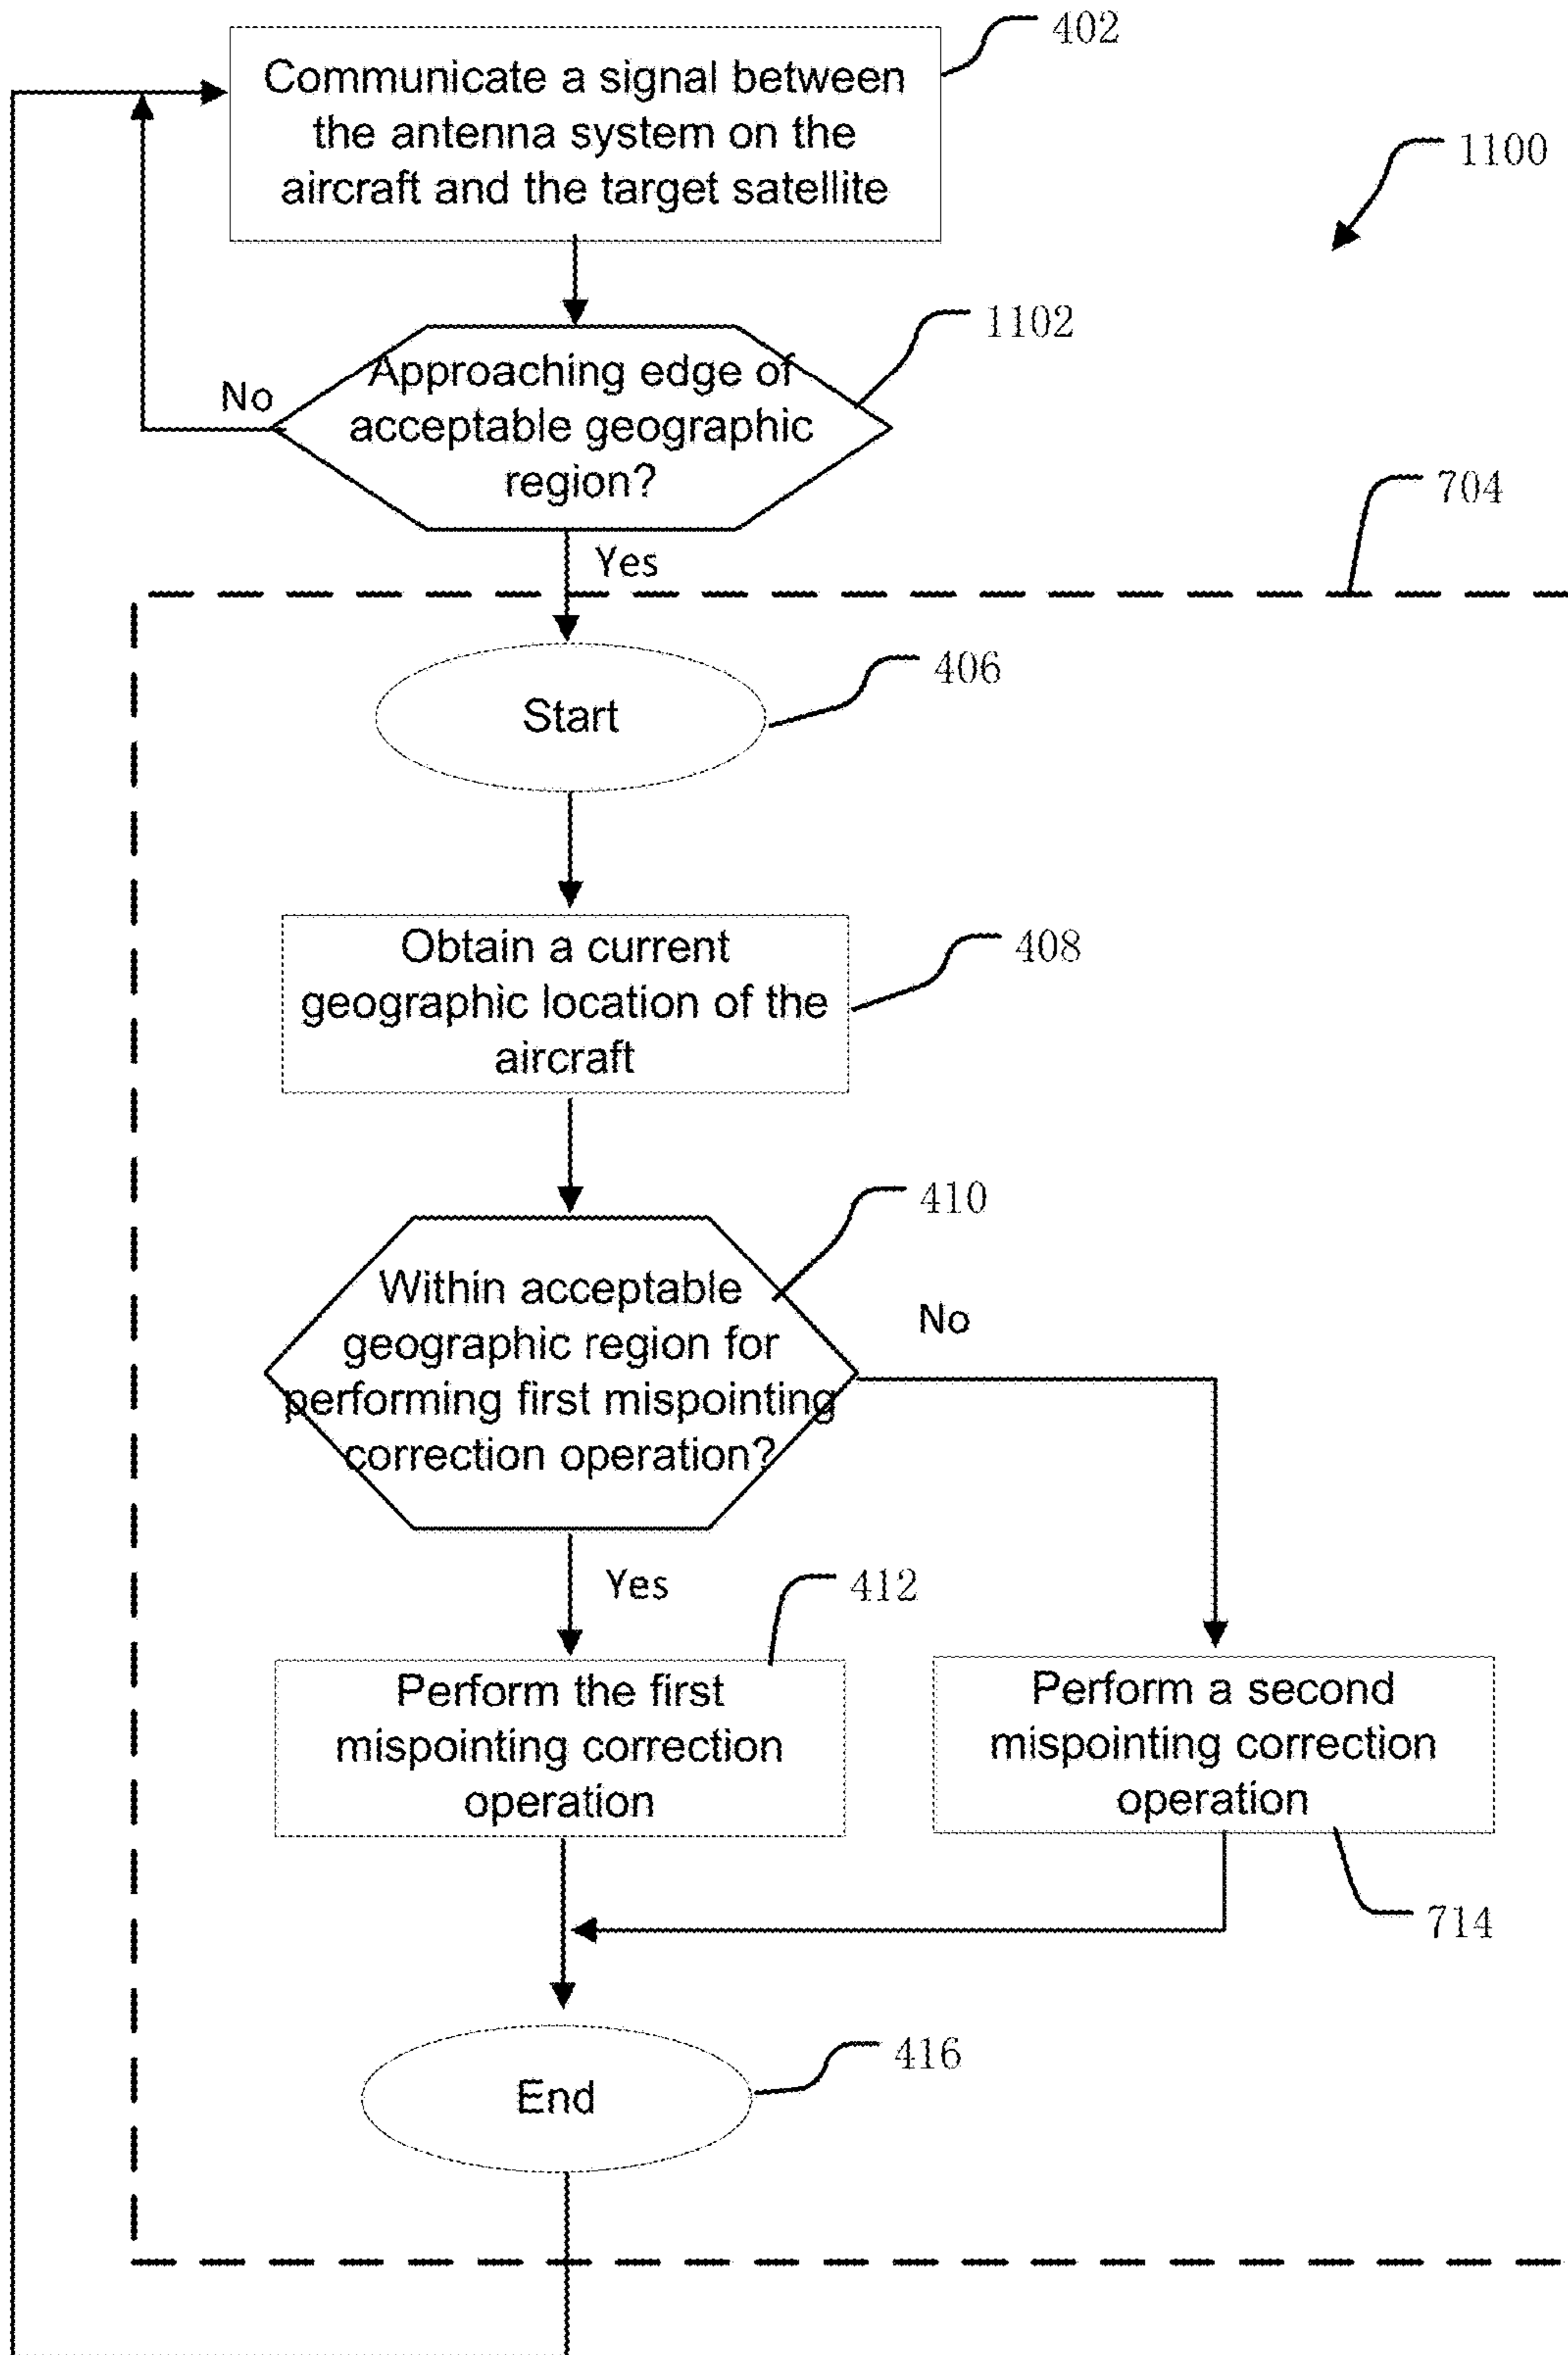 402
Communicate a signal between
the antenna system on the
aircraft and the target satellite
1100
1102
Approaching edge of
acceptable geographic
region?
No
704
Yes
406
Start
408
Obtain a current
geographic location of the
aircraft
410
Within acceptable
geographic region for
performing first mispointing
correction operation?
No
Yes
412
Perform the first
mispointing correction
operation
Perform a second
mispointing correction
operation
714
416
End